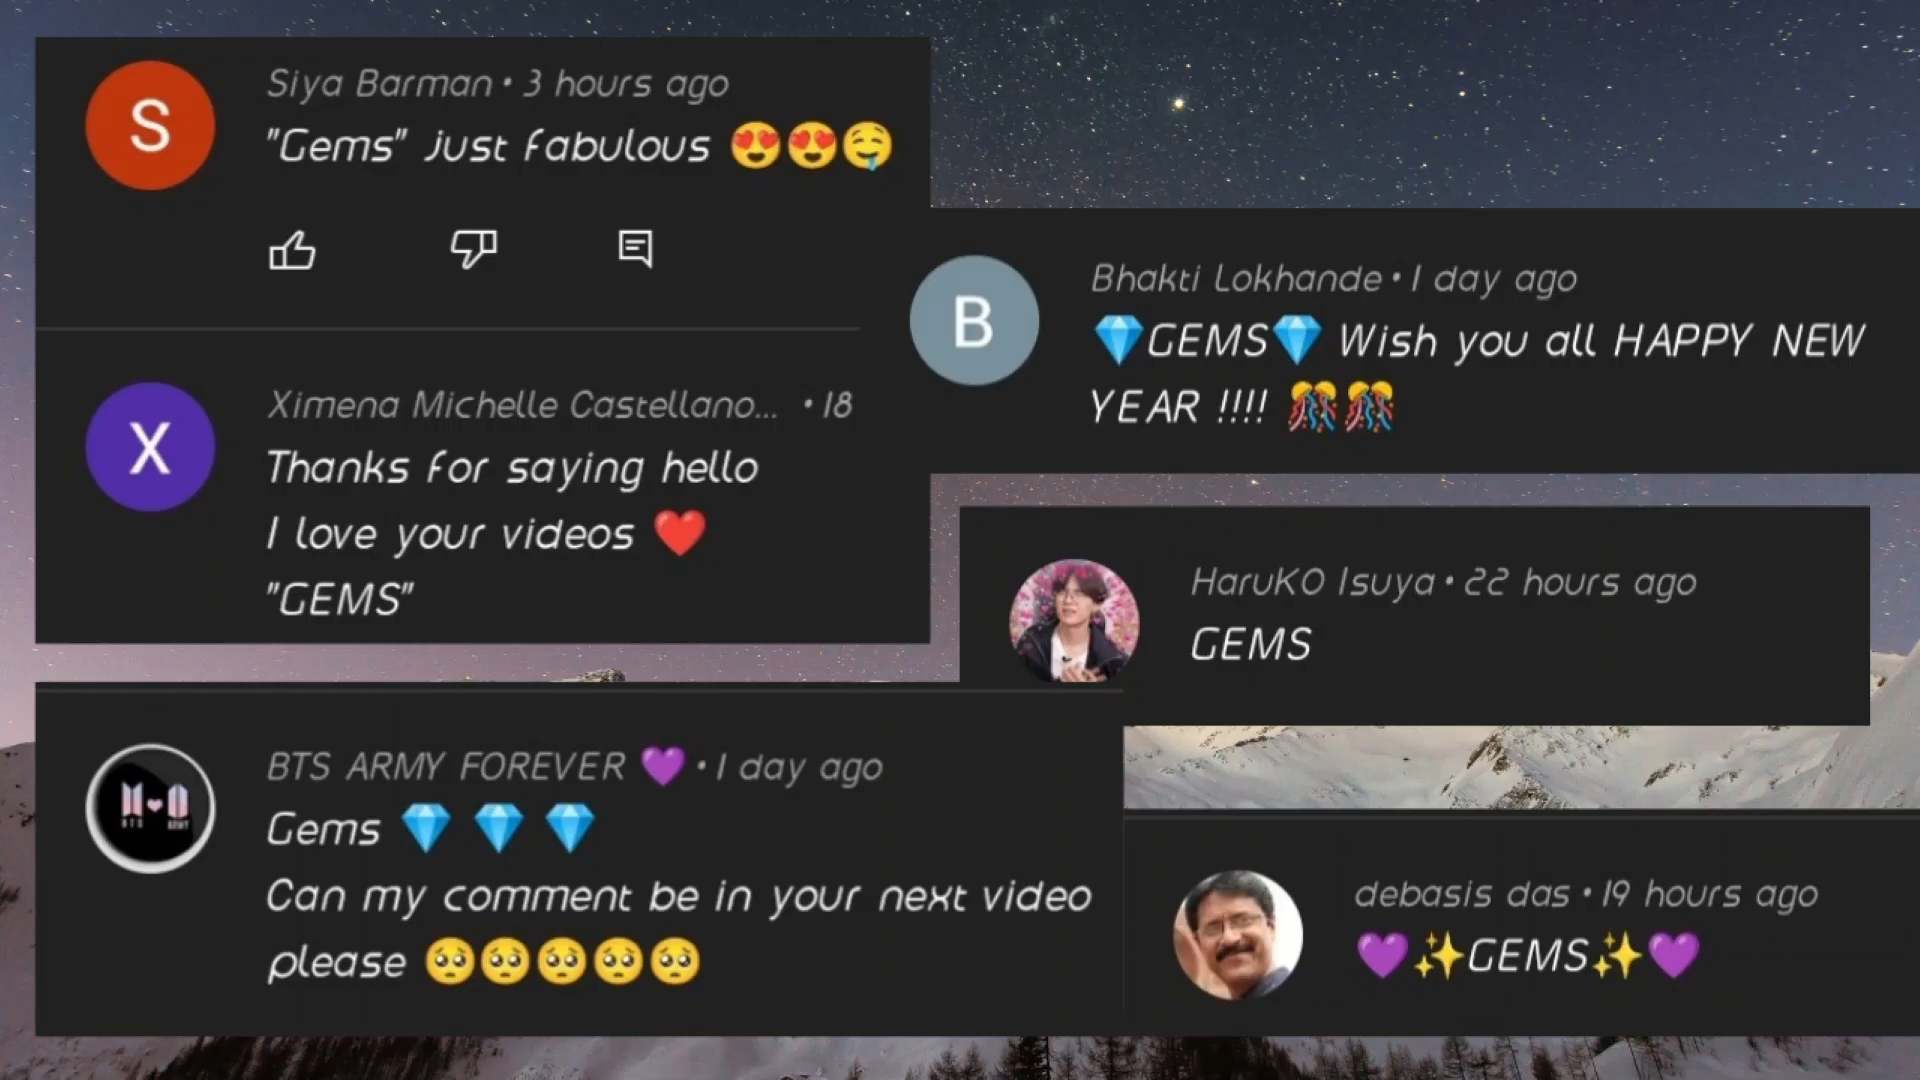 S
Siya Barman • 3 hours ago
"Gems" just fabulous 😍😍🤤
X
Ximena Michelle Castellano... • 18
Thanks for saying hello
I love your videos ❤️
"GEMS"
B
Bhakti Lokhande • 1 day ago
💎GEMS💎 Wish you all HAPPY NEW
YEAR !!!! 🎊🎊
HaruKO Isuya • 22 hours ago
GEMS
BTS ARMY FOREVER 💜 • 1 day ago
Gems 💎 💎 💎
Can my comment be in your next video
please 🥺🥺🥺🥺🥺
BTS ARMY
debasis das • 19 hours ago
💜✨GEMS✨💜